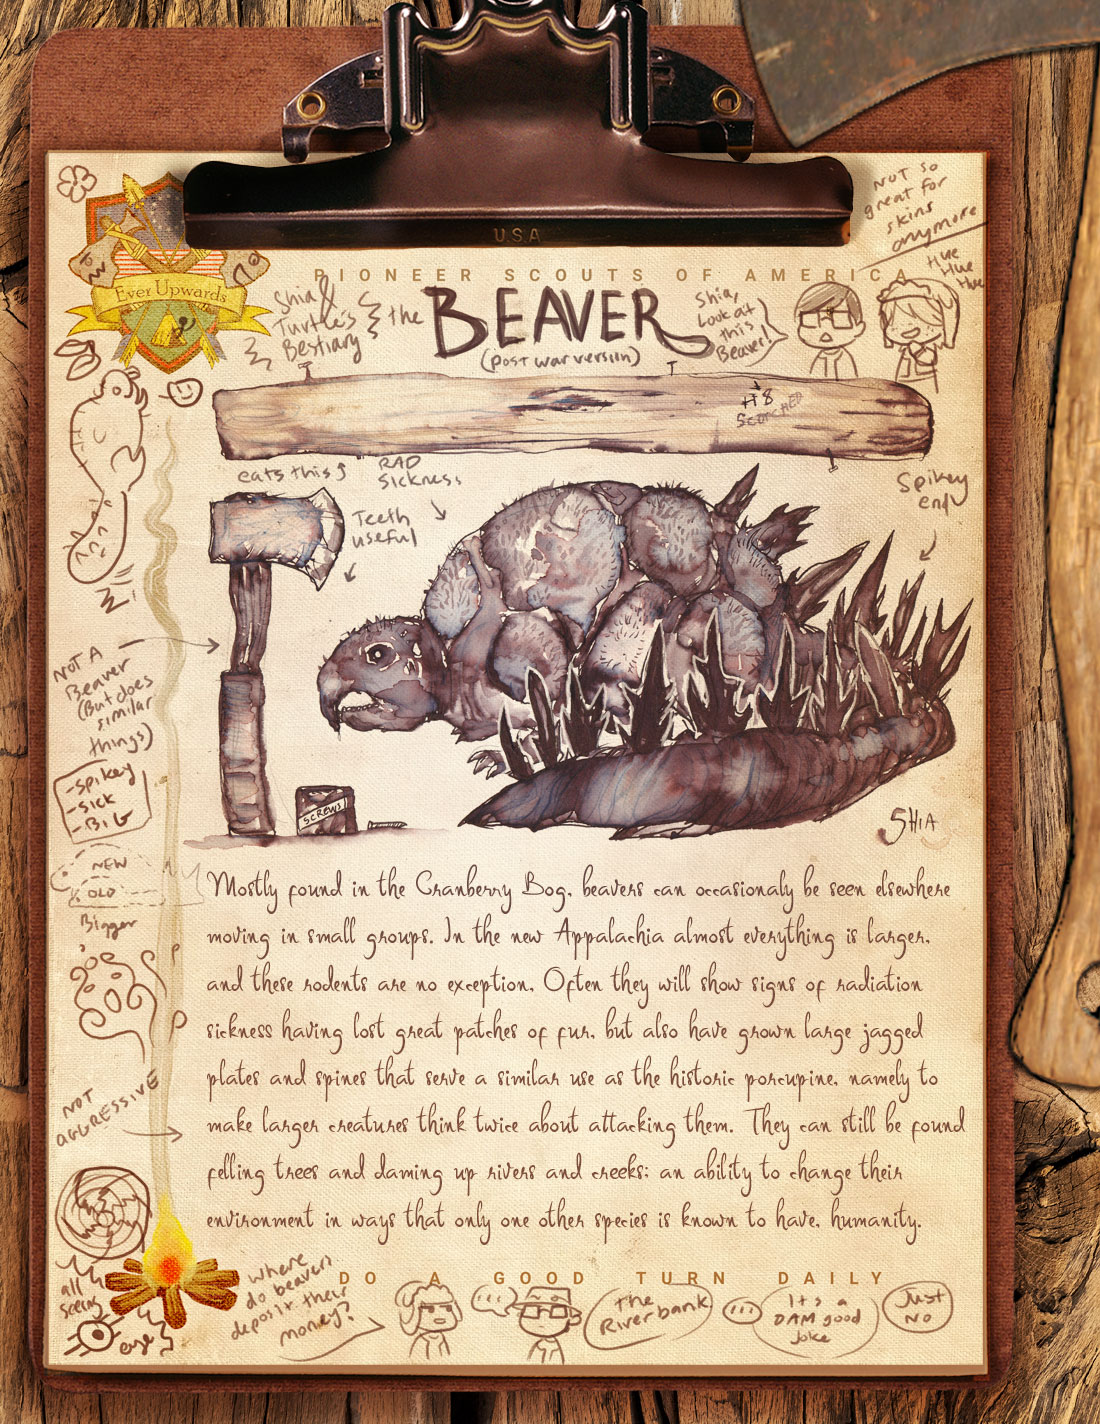 USA
NOT SO
great for
skins
anymore
PIONEER SCOUTS OF AMERICA
Ever Upwards
Hue
Hue
Hue
Shia &
Turtle's
Bestiary
the BEAVER
(Post war version)
Shia,
Look at
this
Beaver!
#8
SCORCHED
eats this
RAD
Sickness
Teeth
useful
Spikey
end
NOT A
Beaver
(But does
similar
things)
-Spikey
-Sick
-BIG
NEW
OLD
Bigger
SCREWS
SHIA
Mostly found in the Cranberry Bog, beavers can occasionaly be seen elsewhere
moving in small groups. In the new Appalachia almost everything is larger,
and these rodents are no exception. Often they will show signs of radiation
sickness having lost great patches of fur, but also have grown large jagged
plates and spines that serve a similar use as the historic porcupine, namely to
make larger creatures think twice about attacking them. They can still be found
felling trees and daming up rivers and creeks; an ability to change their
environment in ways that only one other species is known to have, humanity.
NOT
AGGRESSIVE
all
seeing
eye
DO A GOOD TURN DAILY
where
do beavers
deposit their
money?
The
Riverbank
It's a
DAM good
joke
Just
NO